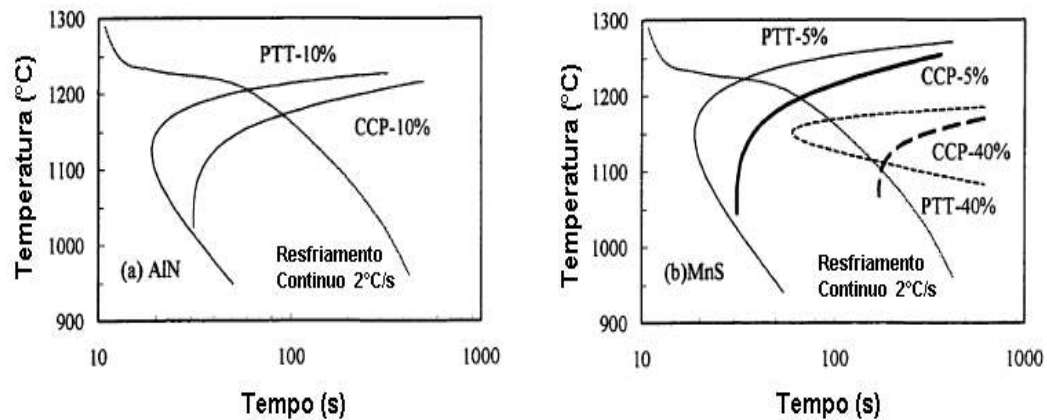 Temperatura (°C)
1300
1200
1100
1000
900
PTT-10%
CCP-10%
(a) AlN
Resfriamento
Continuo 2°C/s
10
100
1000
Tempo (s)
Temperatura (°C)
1300
1200
1100
1000
900
PTT-5%
CCP-5%
CCP-40%
PTT-40%
(b)MnS
Resfriamento
Continuo 2°C/s
10
100
1000
Tempo (s)